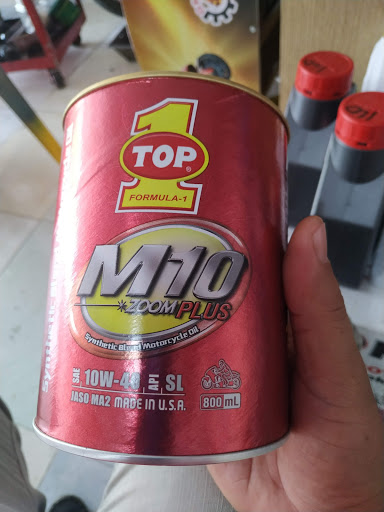 1
TOP®
FORMULA-1
M10
ZOOM PLUS
Synthetic Blend Motorcycle Oil
SAE 10W-40 API SL
JASO MA2 MADE IN U.S.A.
800 mL